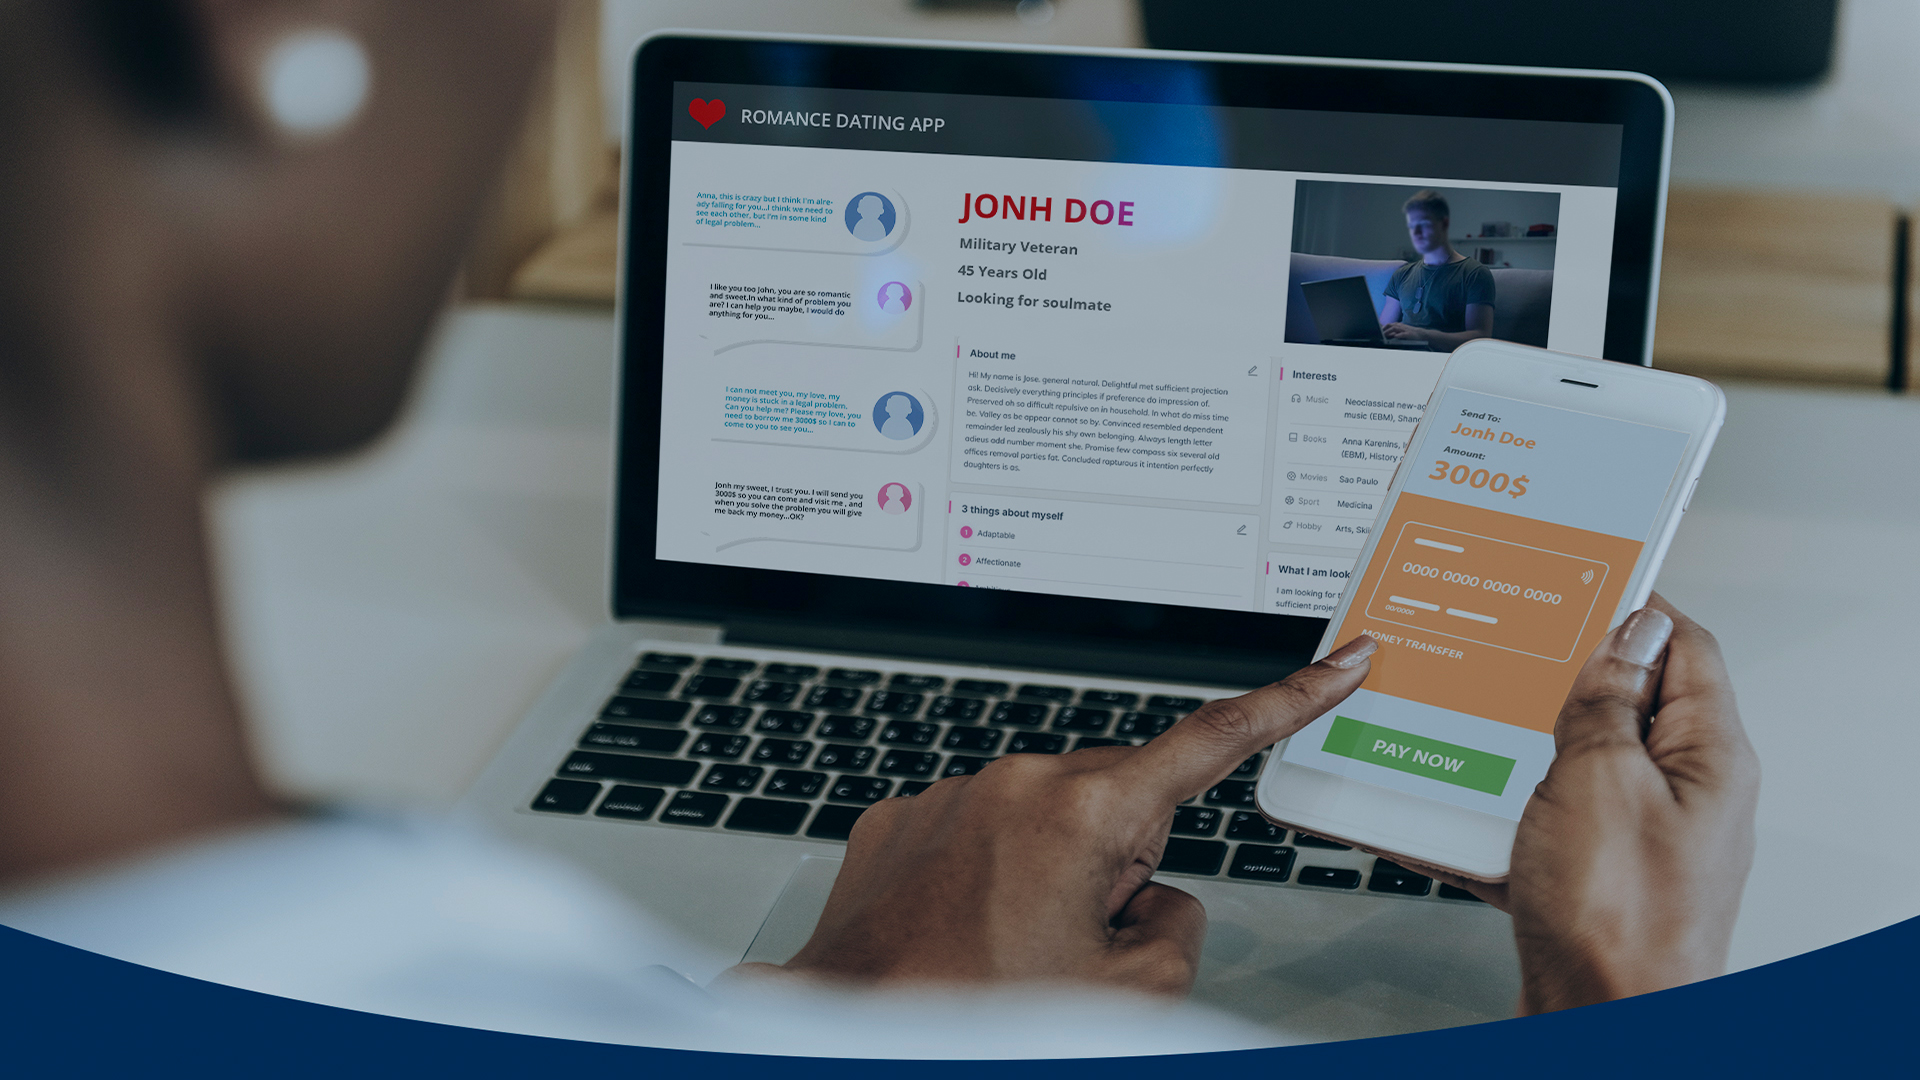 ROMANCE DATING APP
Anna, this is crazy but I think I'm alre-
ady falling for you...I think we need to
see each other, but I'm in some kind
of legal problem...
I like you too John, you are so romantic
and sweet.In what kind of problem you
are? I can help you maybe, I would do
anything for you...
I can not meet you, my love, my
money is stuck in a legal problem.
Can you help me? Please my love, you
need to borrow me 3000$ so I can to
come to you to see you...
Jonh my sweet, I trust you. I will send you
3000$ so you can come and visit me , and
when you solve the problem you will give
me back my money...OK?
JONH DOE
Military Veteran
45 Years Old
Looking for soulmate
About me
Hi! My name is Jose. general natural. Delightful met sufficient projection
ask. Decisively everything principles if preference do impression of.
Preserved oh so difficult repulsive on in household. In what do miss time
be. Valley as be appear cannot so by. Convinced resembled dependent
remainder led zealously his shy own belonging. Always length letter
adieus add number moment she. Promise few compass six several old
offices removal parties fat. Concluded rapturous it intention perfectly
daughters is as.
3 things about myself
1 Adaptable
2 Affectionate
Interests
Music Neoclassical new-ag
music (EBM), Shang
Books Anna Karenins,
(EBM), History
Movies Sao Paulo
Sport Medicina
Hobby Arts,
What I am look
I am looking for
sufficient projec
Send To:
Jonh Doe
Amount:
3000$
0000 0000 0000 0000
00/0000
MONEY TRANSFER
PAY NOW
option